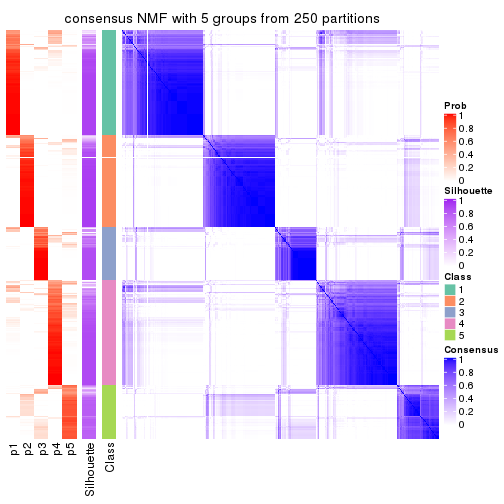 consensus NMF with 5 groups from 250 partitions
Prob
1
0.8
0.6
0.4
0.2
0
Silhouette
1
0.8
0.6
0.4
0.2
0
Class
1
2
3
4
5
Consensus
1
0.8
0.6
0.4
0.2
0
p1
p2
p3
p4
p5
Silhouette
Class